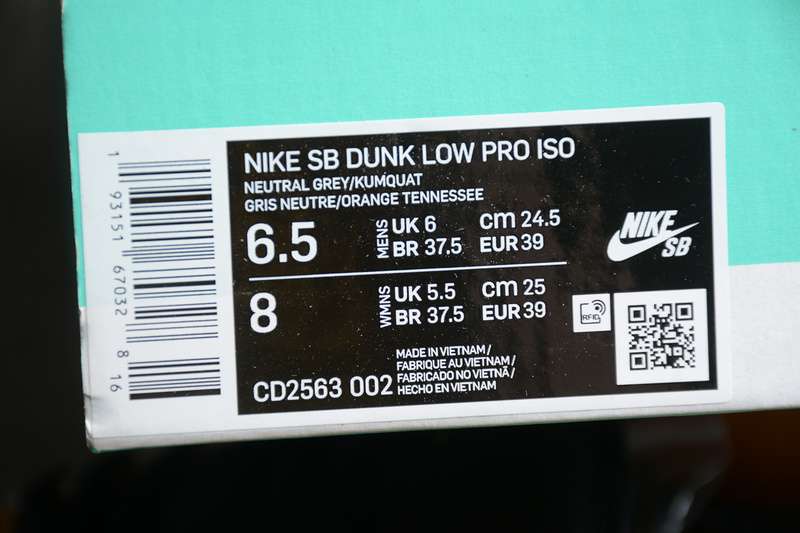 NIKE SB DUNK LOW PRO ISO
NEUTRAL GREY/KUMQUAT
GRIS NEUTRE/ORANGE TENNESSEE
6.5 MENS UK 6 cm 24.5
BR 37.5 EUR 39
8 WMNS UK 5.5 cm 25
BR 37.5 EUR 39
NIKE
SB
RFID
CD2563 002
MADE IN VIETNAM/
FABRIQUE AU VIETNAM/
FABRICADO NO VIETNÃ/
HECHO EN VIETNAM
1 93151 67032 8 16